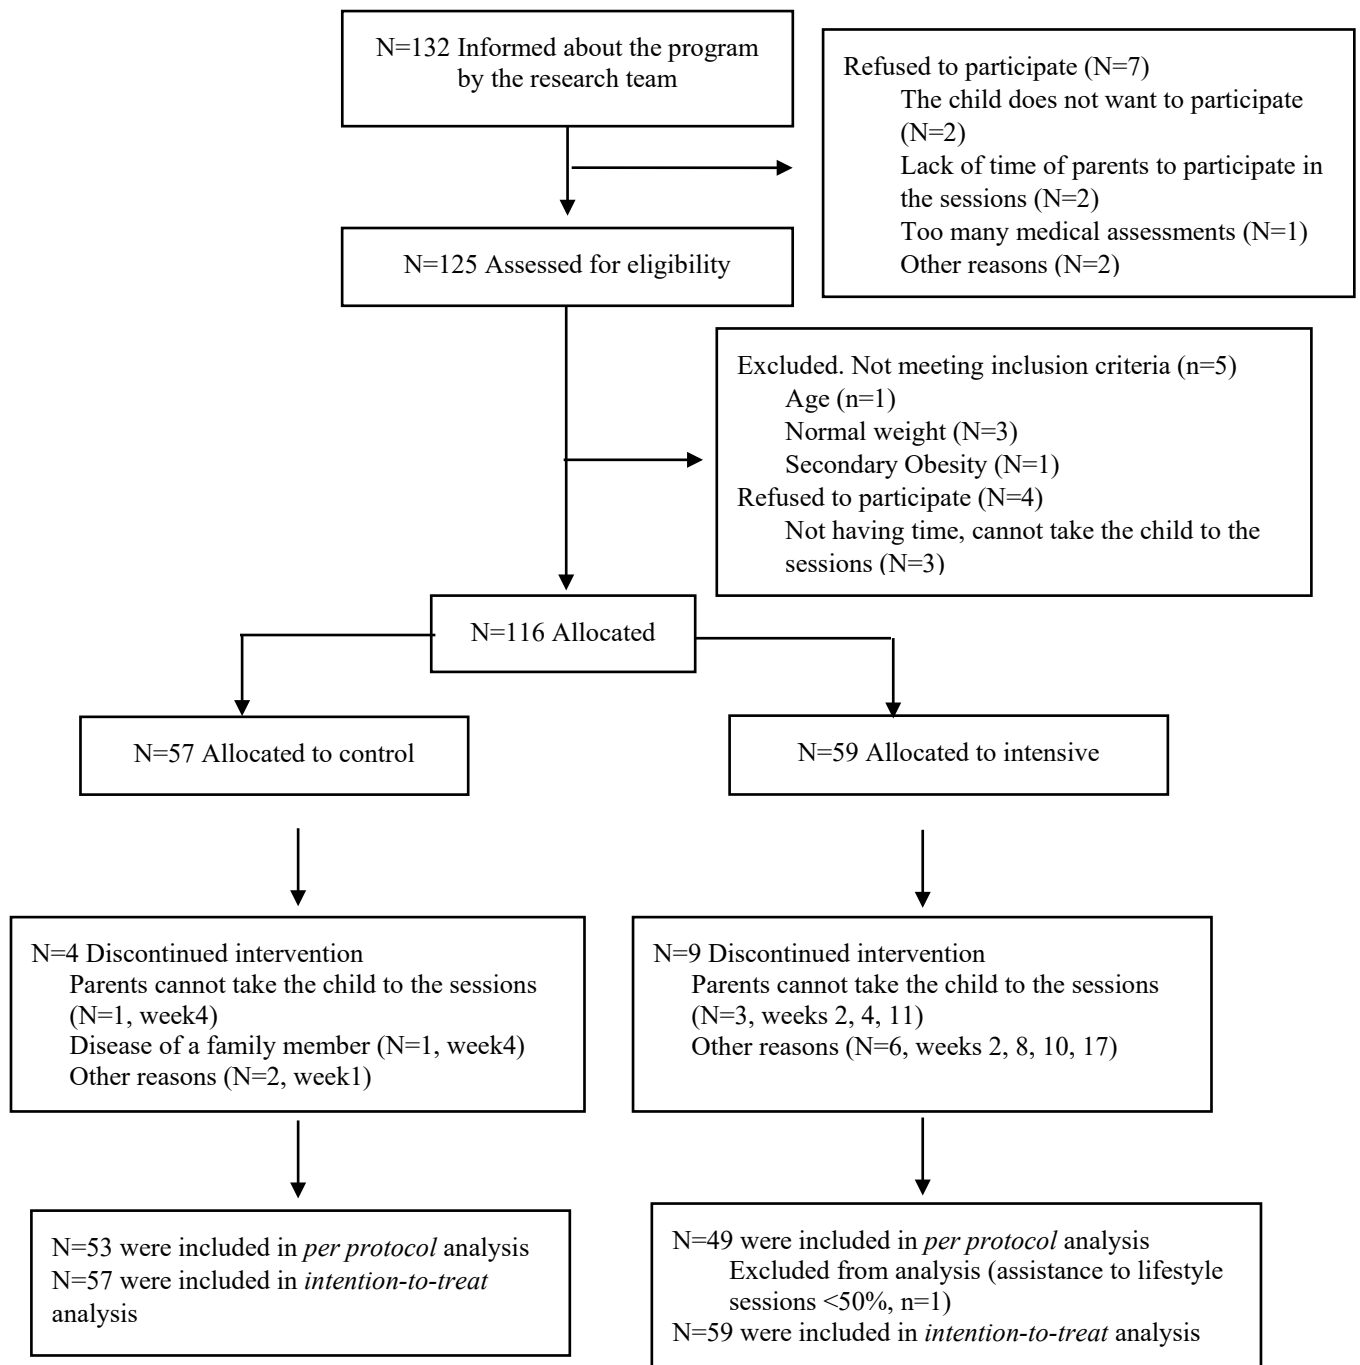 N=132 Informed about the program
by the research team
Refused to participate (N=7)
The child does not want to participate
(N=2)
Lack of time of parents to participate in
the sessions (N=2)
Too many medical assessments (N=1)
Other reasons (N=2)
N=125 Assessed for eligibility
Excluded. Not meeting inclusion criteria (n=5)
Age (n=1)
Normal weight (N=3)
Secondary Obesity (N=1)
Refused to participate (N=4)
Not having time, cannot take the child to the
sessions (N=3)
N=116 Allocated
N=57 Allocated to control
N=59 Allocated to intensive
N=4 Discontinued intervention
Parents cannot take the child to the sessions
(N=1, week4)
Disease of a family member (N=1, week4)
Other reasons (N=2, week1)
N=9 Discontinued intervention
Parents cannot take the child to the sessions
(N=3, weeks 2, 4, 11)
Other reasons (N=6, weeks 2, 8, 10, 17)
N=53 were included in per protocol analysis
N=57 were included in intention-to-treat
analysis
N=49 were included in per protocol analysis
Excluded from analysis (assistance to lifestyle
sessions <50%, n=1)
N=59 were included in intention-to-treat analysis